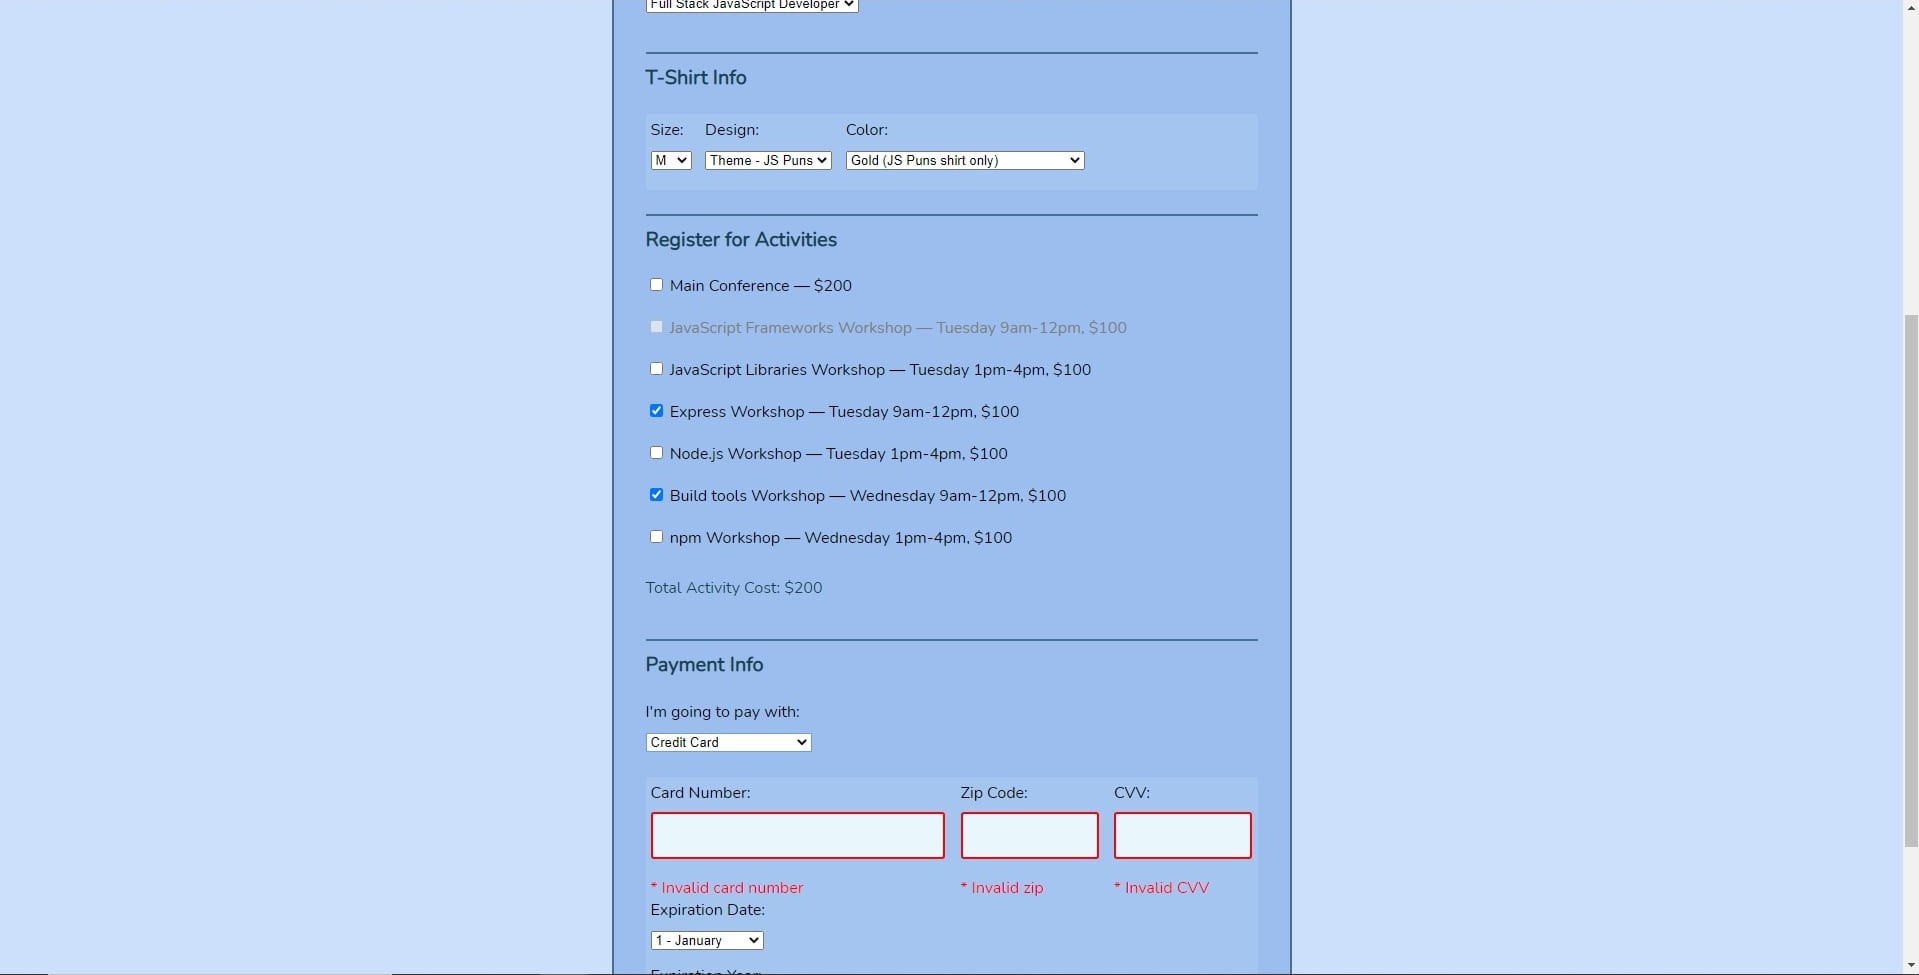 Full Stack JavaScript Developer
T-Shirt Info
Size: Design: Color:
M Theme - JS Puns Gold (JS Puns shirt only)
Register for Activities
Main Conference — $200
JavaScript Frameworks Workshop — Tuesday 9am-12pm, $100
JavaScript Libraries Workshop — Tuesday 1pm-4pm, $100
Express Workshop — Tuesday 9am-12pm, $100
Node.js Workshop — Tuesday 1pm-4pm, $100
Build tools Workshop — Wednesday 9am-12pm, $100
npm Workshop — Wednesday 1pm-4pm, $100
Total Activity Cost: $200
Payment Info
I'm going to pay with:
Credit Card
Card Number: Zip Code: CVV:
* Invalid card number * Invalid zip * Invalid CVV
Expiration Date:
1 - January
Expiration Year: